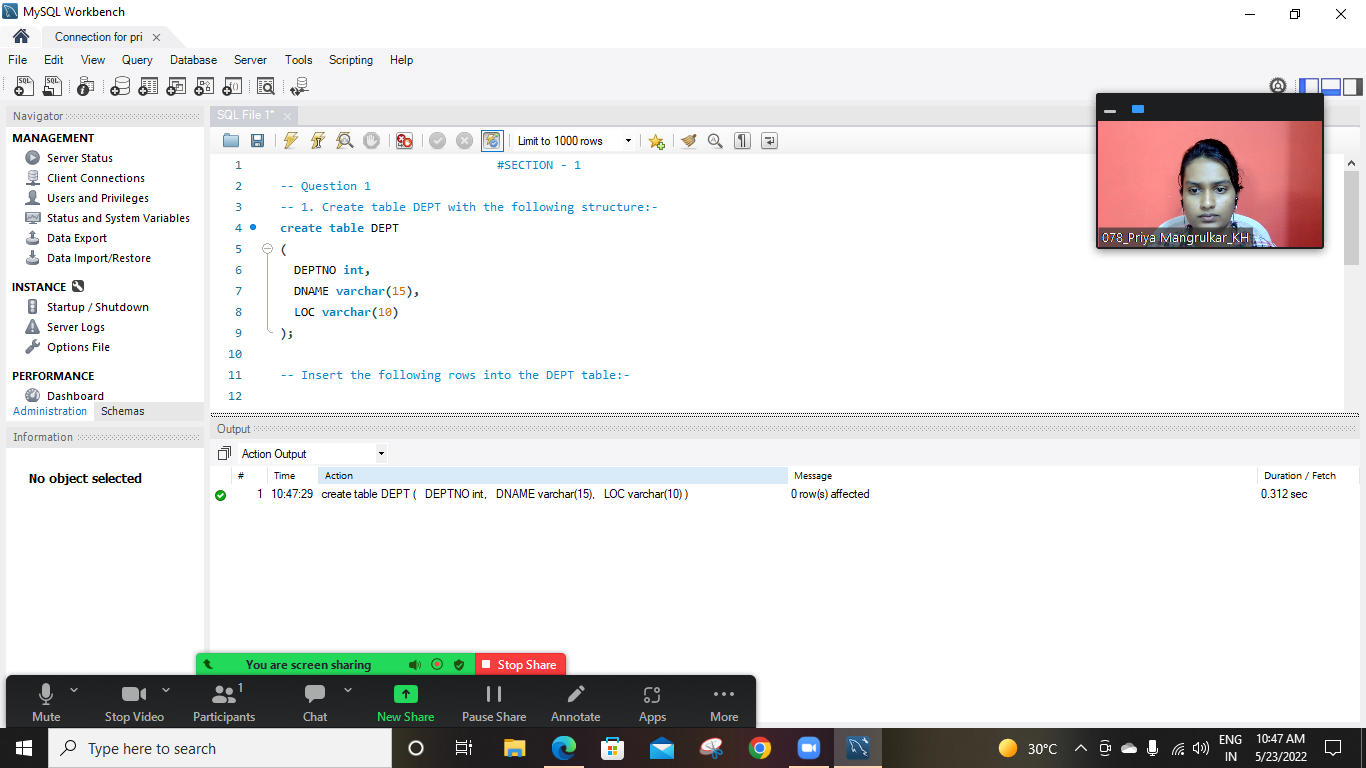 MySQL Workbench
Connection for pri
File Edit View Query Database Server Tools Scripting Help
Navigator
MANAGEMENT
Server Status
Client Connections
Users and Privileges
Status and System Variables
Data Export
Data Import/Restore
INSTANCE
Startup / Shutdown
Server Logs
Options File
PERFORMANCE
Dashboard
Administration Schemas
Information
No object selected
SQL File 1*
Limit to 1000 rows
1 #SECTION - 1
2 -- Question 1
3 -- 1. Create table DEPT with the following structure:-
4 create table DEPT
5 (
6 DEPTNO int,
7 DNAME varchar(15),
8 LOC varchar(10)
9 );
10
11 -- Insert the following rows into the DEPT table:-
12
078_Priya Mangrulkar_KH
Output
Action Output
# Time Action Message Duration / Fetch
1 10:47:29 create table DEPT ( DEPTNO int, DNAME varchar(15), LOC varchar(10) ) 0 row(s) affected 0.312 sec
You are screen sharing Stop Share
1
Mute Stop Video Participants Chat New Share Pause Share Annotate Apps More
Type here to search
30°C
ENG
IN
10:47 AM
5/23/2022